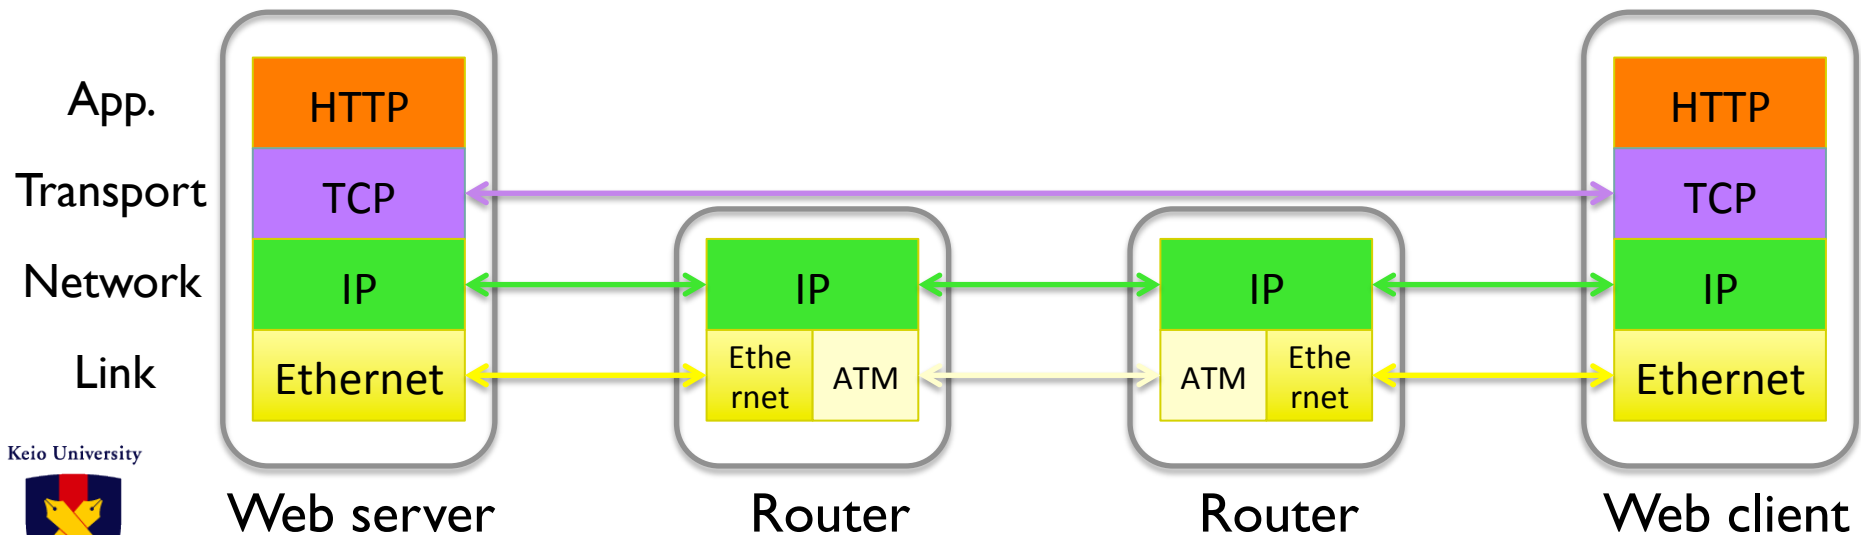 App.
HTTP
HTTP
Transport
TCP
TCP
Network
IP
IP
IP
IP
Link
Ethernet
Ethe
rnet
ATM
ATM
Ethe
rnet
Ethernet
Keio University
Web server
Router
Router
Web client